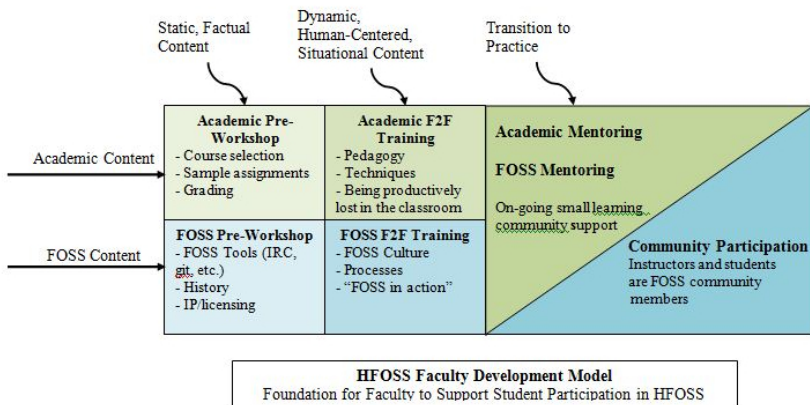 Static, Factual
Content
Dynamic,
Human-Centered,
Situational Content
Transition to
Practice
Academic Content
Academic Pre-
Workshop
- Course selection
- Sample assignments
- Grading
Academic F2F
Training
- Pedagogy
- Techniques
- Being productively
lost in the classroom
Academic Mentoring
FOSS Mentoring
On-going small learning
community support
FOSS Content
FOSS Pre-Workshop
- FOSS Tools (IRC,
git, etc.)
- History
- IP/licensing
FOSS F2F Training
- FOSS Culture
- Processes
- “FOSS in action”
Community Participation
Instructors and students
are FOSS community
members
HFOSS Faculty Development Model
Foundation for Faculty to Support Student Participation in HFOSS